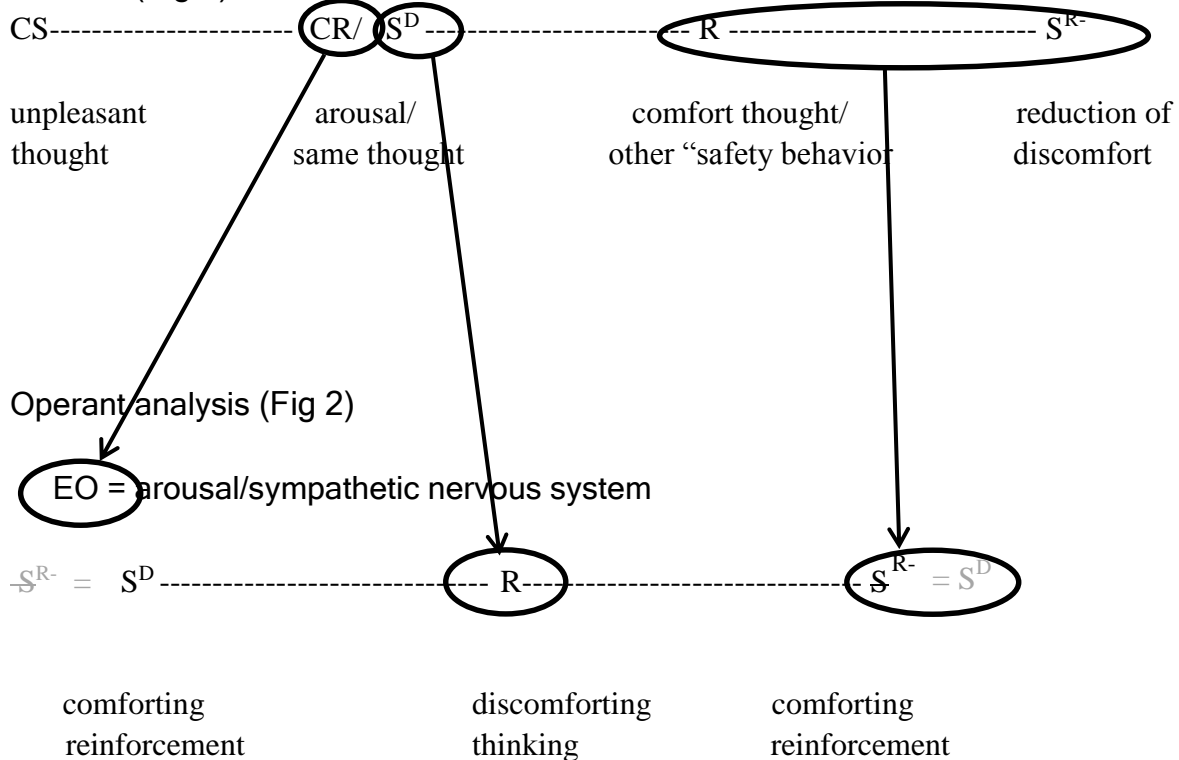 CS------------------------- CR/ S^D --------------------------- R ------------------------------- S^R-
unpleasant arousal/ comfort thought/ reduction of
thought same thought other “safety behavior discomfort
Operant analysis (Fig 2)
EO = arousal/sympathetic nervous system
S^R- = S^D --------------------------------- R----------------------------------- S^R- = S^D
comforting discomforting comforting
reinforcement thinking reinforcement